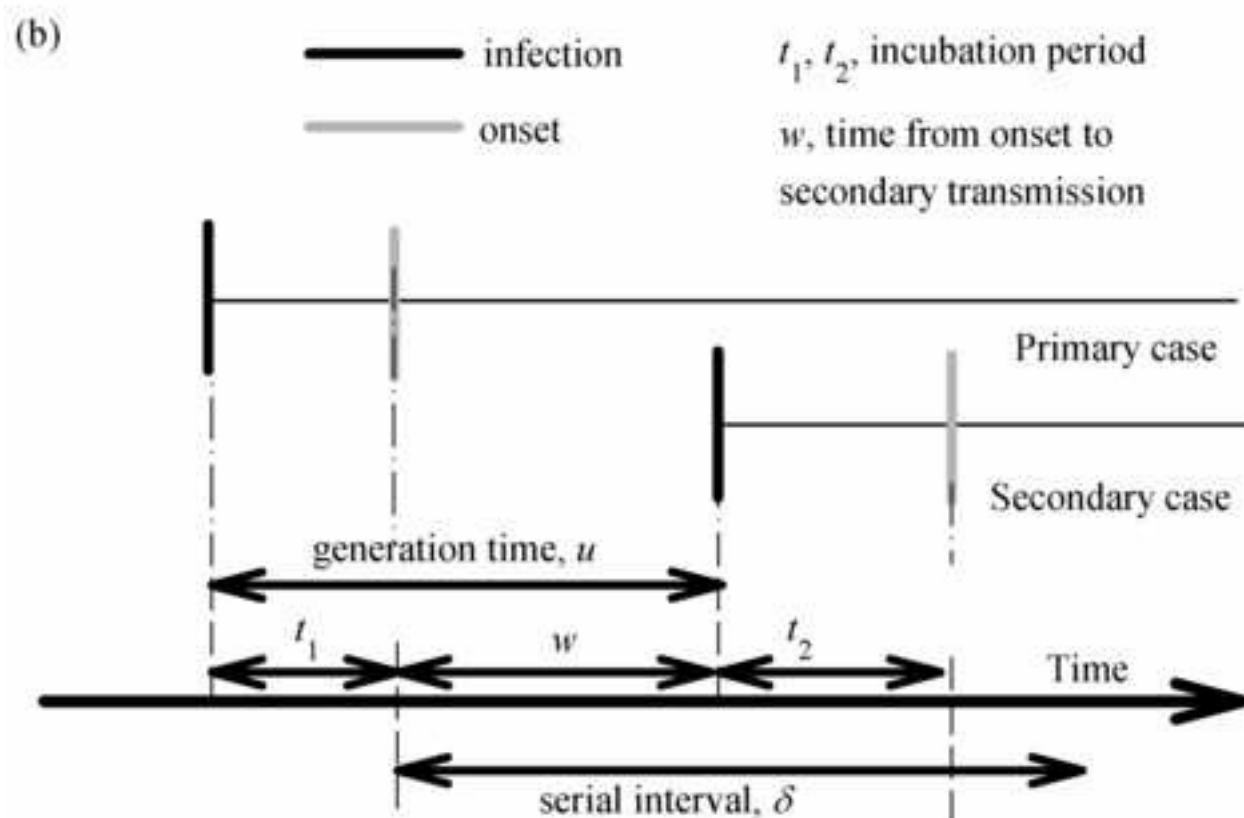 (b)
infection
onset
t₁, t₂, incubation period
w, time from onset to
secondary transmission
Primary case
Secondary case
generation time, u
t₁
w
t₂
Time
serial interval, δ